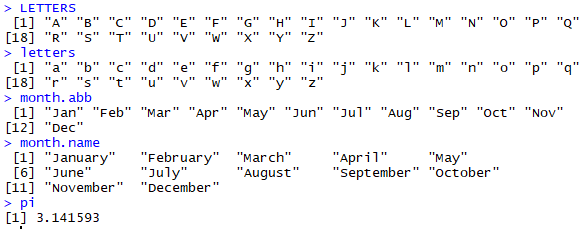 > LETTERS
 [1] "A" "B" "C" "D" "E" "F" "G" "H" "I" "J" "K" "L" "M" "N" "O" "P" "Q"
[18] "R" "S" "T" "U" "V" "W" "X" "Y" "Z"
> letters
 [1] "a" "b" "c" "d" "e" "f" "g" "h" "i" "j" "k" "l" "m" "n" "o" "p" "q"
[18] "r" "s" "t" "u" "v" "w" "x" "y" "z"
> month.abb
 [1] "Jan" "Feb" "Mar" "Apr" "May" "Jun" "Jul" "Aug" "Sep" "Oct" "Nov"
[12] "Dec"
> month.name
 [1] "January"   "February"  "March"     "April"     "May"
 [6] "June"      "July"      "August"    "September" "October"
[11] "November"  "December"
> pi
[1] 3.141593